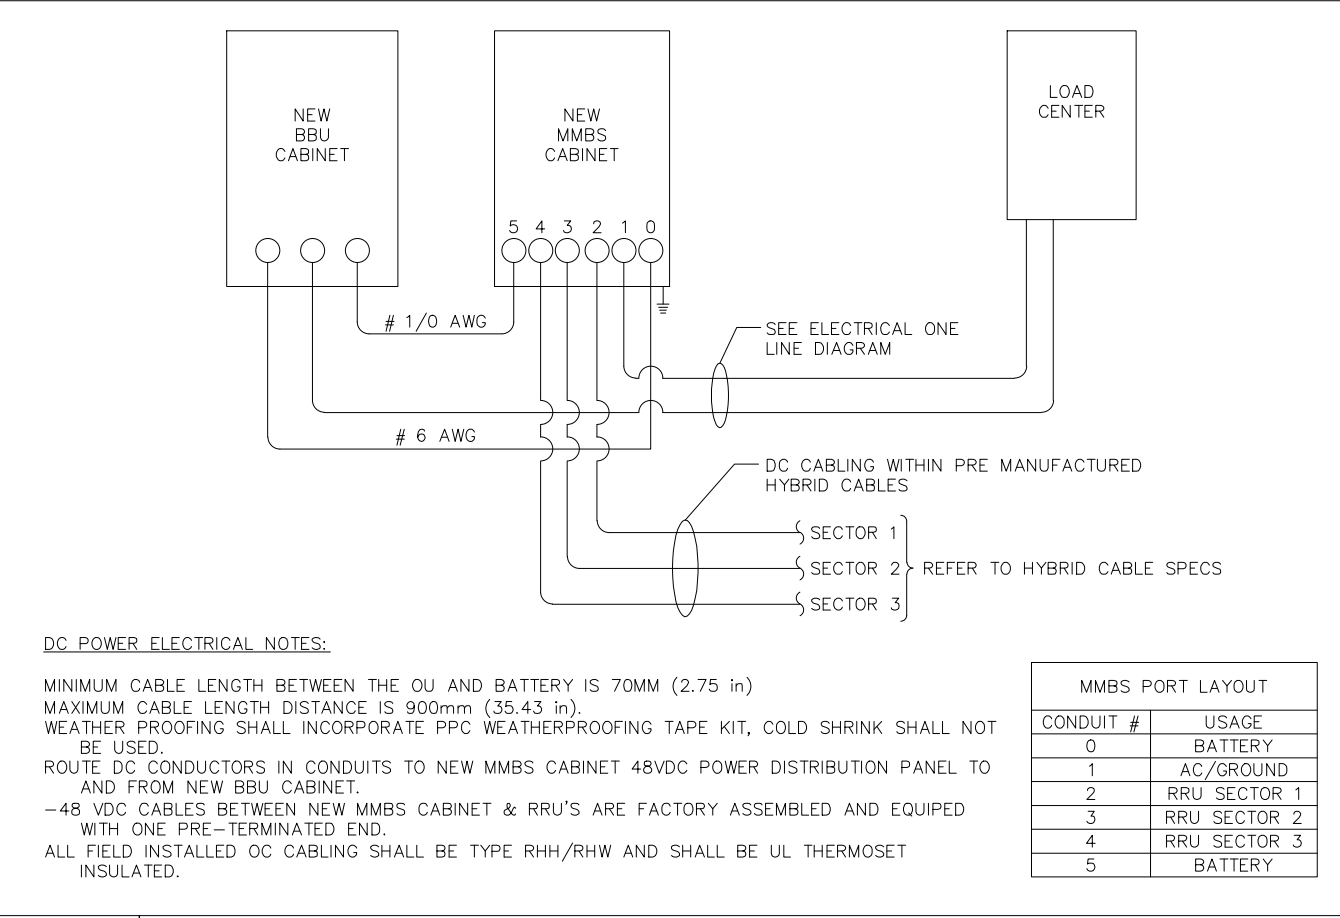 NEW
BBU
CABINET
NEW
MMBS
CABINET
LOAD
CENTER
5 4 3 2 1 0
# 1/0 AWG
SEE ELECTRICAL ONE
LINE DIAGRAM
# 6 AWG
DC CABLING WITHIN PRE MANUFACTURED
HYBRID CABLES
SECTOR 1
SECTOR 2
REFER TO HYBRID CABLE SPECS
SECTOR 3
DC POWER ELECTRICAL NOTES:
MINIMUM CABLE LENGTH BETWEEN THE OU AND BATTERY IS 70MM (2.75 in)
MAXIMUM CABLE LENGTH DISTANCE IS 900mm (35.43 in).
WEATHER PROOFING SHALL INCORPORATE PPC WEATHERPROOFING TAPE KIT, COLD SHRINK SHALL NOT
BE USED.
ROUTE DC CONDUCTORS IN CONDUITS TO NEW MMBS CABINET 48VDC POWER DISTRIBUTION PANEL TO
AND FROM NEW BBU CABINET.
-48 VDC CABLES BETWEEN NEW MMBS CABINET & RRU'S ARE FACTORY ASSEMBLED AND EQUIPED
WITH ONE PRE-TERMINATED END.
ALL FIELD INSTALLED OC CABLING SHALL BE TYPE RHH/RHW AND SHALL BE UL THERMOSET
INSULATED.
MMBS PORT LAYOUT
CONDUIT # USAGE
0 BATTERY
1 AC/GROUND
2 RRU SECTOR 1
3 RRU SECTOR 2
4 RRU SECTOR 3
5 BATTERY